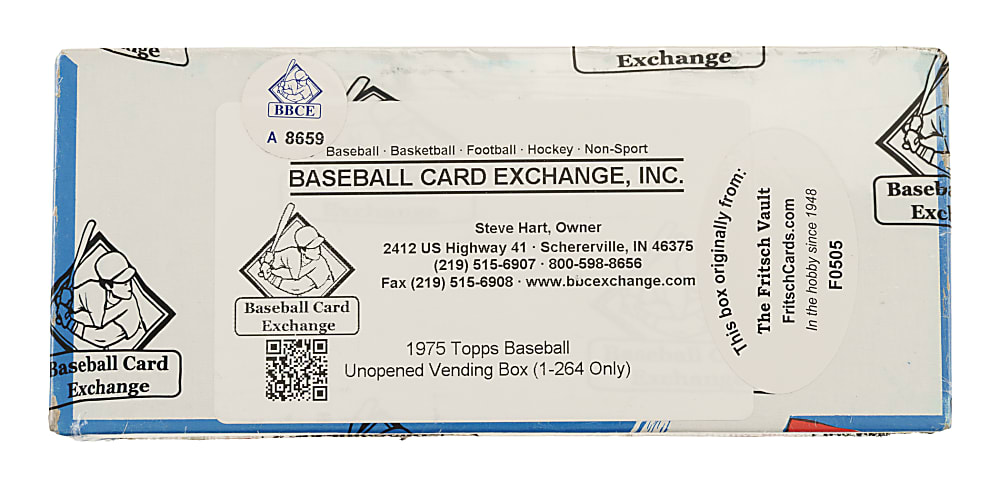 ge
Exchange
BBCE
A 8659
Baseball · Basketball · Football · Hockey · Non-Sport
BASEBALL CARD EXCHANGE, INC.
Steve Hart, Owner
2412 US Highway 41 · Schererville, IN 46375
(219) 515-6907 · 800-598-8656
Fax (219) 515-6908 · www.bbcexchange.com
Baseball Card
Exchange
1975 Topps Baseball
Unopened Vending Box (1-264 Only)
This box originally from:
The Fritsch Vault
FritschCards.com
In the hobby since 1948
F0505
Baseball Card
Exchange
Baseba
Excl